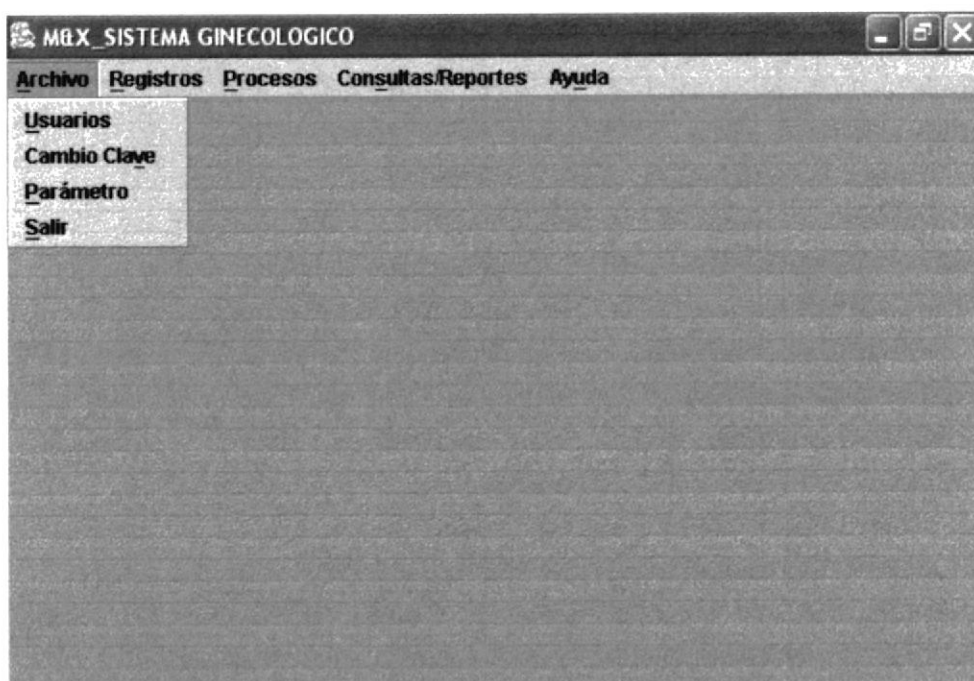 M&X_SISTEMA GINECOLOGICO
Archivo Registros Procesos Consultas/Reportes Ayuda
Usuarios
Cambio Clave
Parámetro
Salir